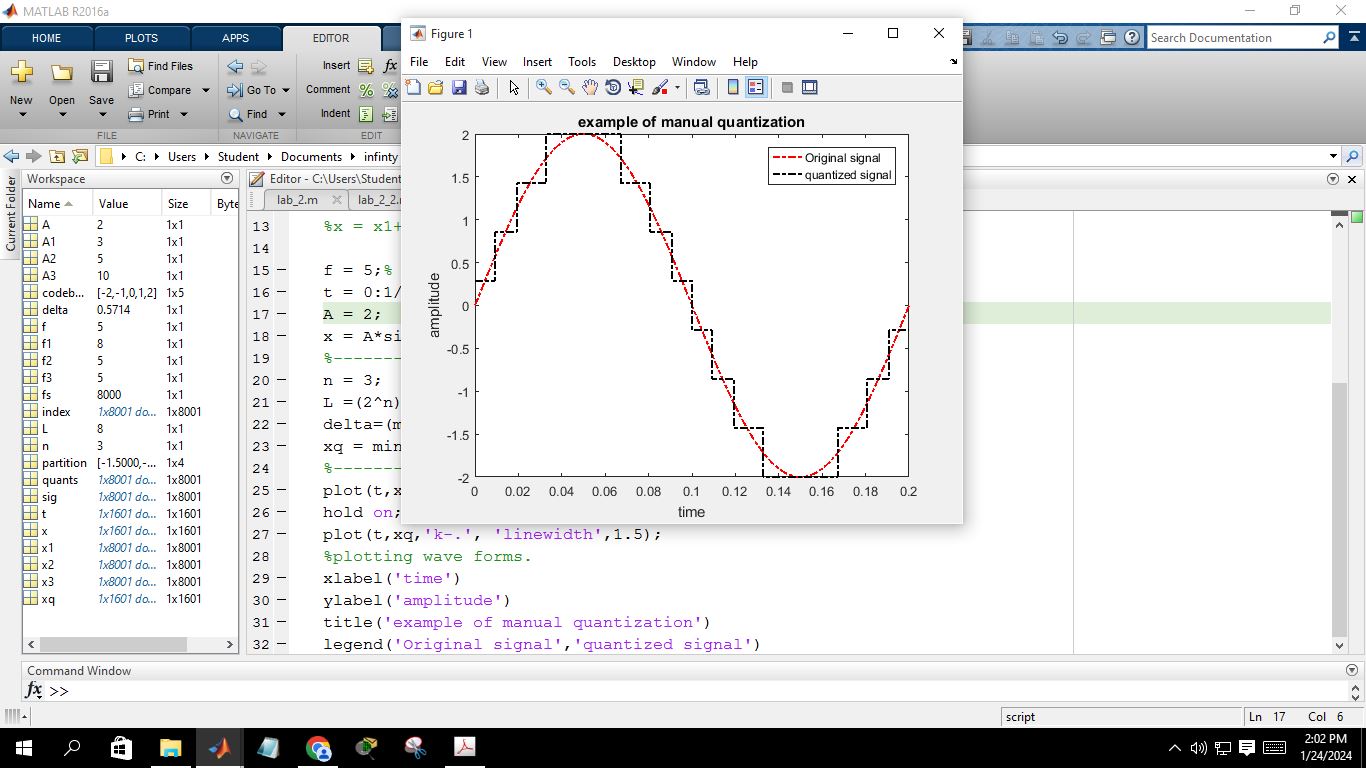 MATLAB R2016a
HOME PLOTS APPS EDITOR
Search Documentation
New Open Save
Find Files
Compare
Print
Go To
Find
Insert fx
Comment
Indent
FILE NAVIGATE EDIT
C: Users Student Documents infinty
Current Folder
Workspace
Name Value Size Byte
A 2 1x1
A1 3 1x1
A2 5 1x1
A3 10 1x1
codeb... [-2,-1,0,1,2] 1x5
delta 0.5714 1x1
f 5 1x1
f1 8 1x1
f2 5 1x1
f3 5 1x1
fs 8000 1x1
index 1x8001 do... 1x8001
L 8 1x1
n 3 1x1
partition [-1.5000,-... 1x4
quants 1x8001 do... 1x8001
sig 1x8001 do... 1x8001
t 1x1601 do... 1x1601
x 1x1601 do... 1x1601
x1 1x8001 do... 1x8001
x2 1x8001 do... 1x8001
x3 1x8001 do... 1x8001
xq 1x1601 do... 1x1601
Editor - C:\Users\Student
lab_2.m lab_2_2.
13 %x = x1+
14
15 f = 5;%
16 t = 0:1/
17 A = 2;
18 x = A*si
19 %-------
20 n = 3;
21 L =(2^n)
22 delta=(m
23 xq = min
24 %-------
25 plot(t,x
26 hold on;
27 plot(t,xq,'k-.', 'linewidth',1.5);
28 %plotting wave forms.
29 xlabel('time')
30 ylabel('amplitude')
31 title('example of manual quantization')
32 legend('Original signal','quantized signal')
Figure 1
File Edit View Insert Tools Desktop Window Help
example of manual quantization
Original signal
quantized signal
amplitude
2
1.5
1
0.5
0
-0.5
-1
-1.5
-2
0 0.02 0.04 0.06 0.08 0.1 0.12 0.14 0.16 0.18 0.2
time
Command Window
fx >>
script Ln 17 Col 6
2:02 PM
1/24/2024